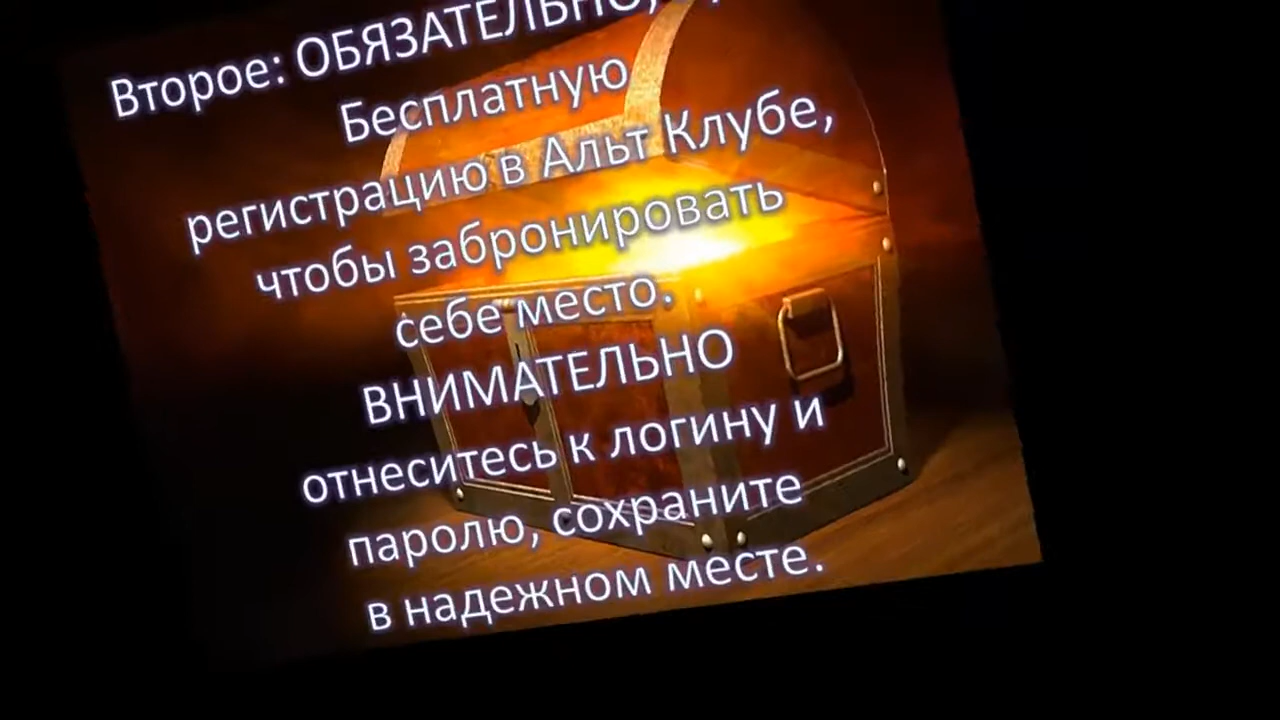 Второе: ОБЯЗАТЕЛЬНО,
Бесплатную
регистрацию в Альт Клубе,
чтобы забронировать
себе место.
ВНИМАТЕЛЬНО
отнеситесь к логину и
паролю, сохраните
в надежном месте.